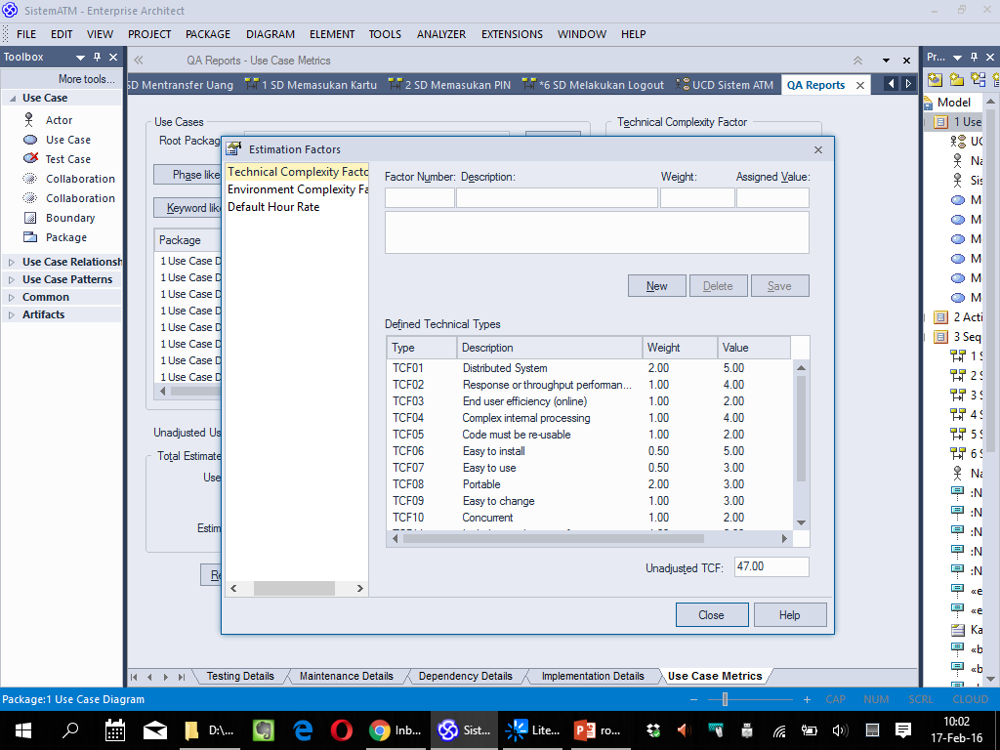 SistemATM - Enterprise Architect
FILE EDIT VIEW PROJECT PACKAGE DIAGRAM ELEMENT TOOLS ANALYZER EXTENSIONS WINDOW HELP
Toolbox
More tools...
Use Case
Actor
Use Case
Test Case
Collaboration
Collaboration
Boundary
Package
Use Case Relationsh
Use Case Patterns
Common
Artifacts
QA Reports - Use Case Metrics
SD Mentransfer Uang 1 SD Memasukan Kartu 2 SD Memasukan PIN *6 SD Melakukan Logout UCD Sistem ATM QA Reports
Use Cases
Root Packag
Phase like
Keyword like
Package
1 Use Case D
1 Use Case D
1 Use Case D
1 Use Case D
1 Use Case D
1 Use Case D
1 Use Case D
1 Use Case D
Unadjusted Us
Total Estimate
Use
Estim
Re
Technical Complexity Factor
Estimation Factors
Technical Complexity Facto
Environment Complexity Fa
Default Hour Rate
Factor Number: Description: Weight: Assigned Value:
New Delete Save
Defined Technical Types
Type Description Weight Value
TCF01 Distributed System 2.00 5.00
TCF02 Response or throughput performan... 1.00 4.00
TCF03 End user efficiency (online) 1.00 2.00
TCF04 Complex internal processing 1.00 4.00
TCF05 Code must be re-usable 1.00 2.00
TCF06 Easy to install 0.50 5.00
TCF07 Easy to use 0.50 3.00
TCF08 Portable 2.00 3.00
TCF09 Easy to change 1.00 3.00
TCF10 Concurrent 1.00 2.00
Unadjusted TCF: 47.00
Close Help
Testing Details Maintenance Details Dependency Details Implementation Details Use Case Metrics
Pr...
Model
1 Use
UC
Na
Sis
M
M
M
M
M
M
2 Acti
3 Seq
1 S
2 S
3 S
4 S
5 S
6 S
Na
:N
:N
:N
:N
:N
«e
«e
Ka
«b
«b
Package:1 Use Case Diagram
CAP NUM SCRL CLOUD
D:\... Inb... Sist... Lite... ro...
10:02
17-Feb-16